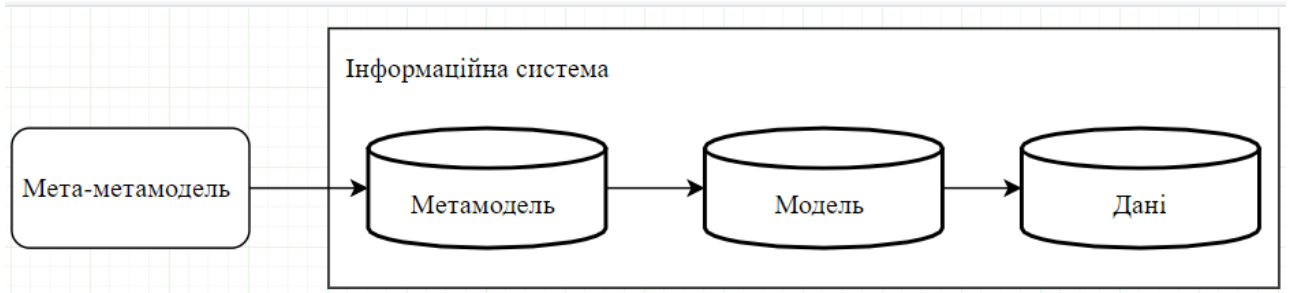 Інформаційна система
Мета-метамодель
Метамодель
Модель
Дані